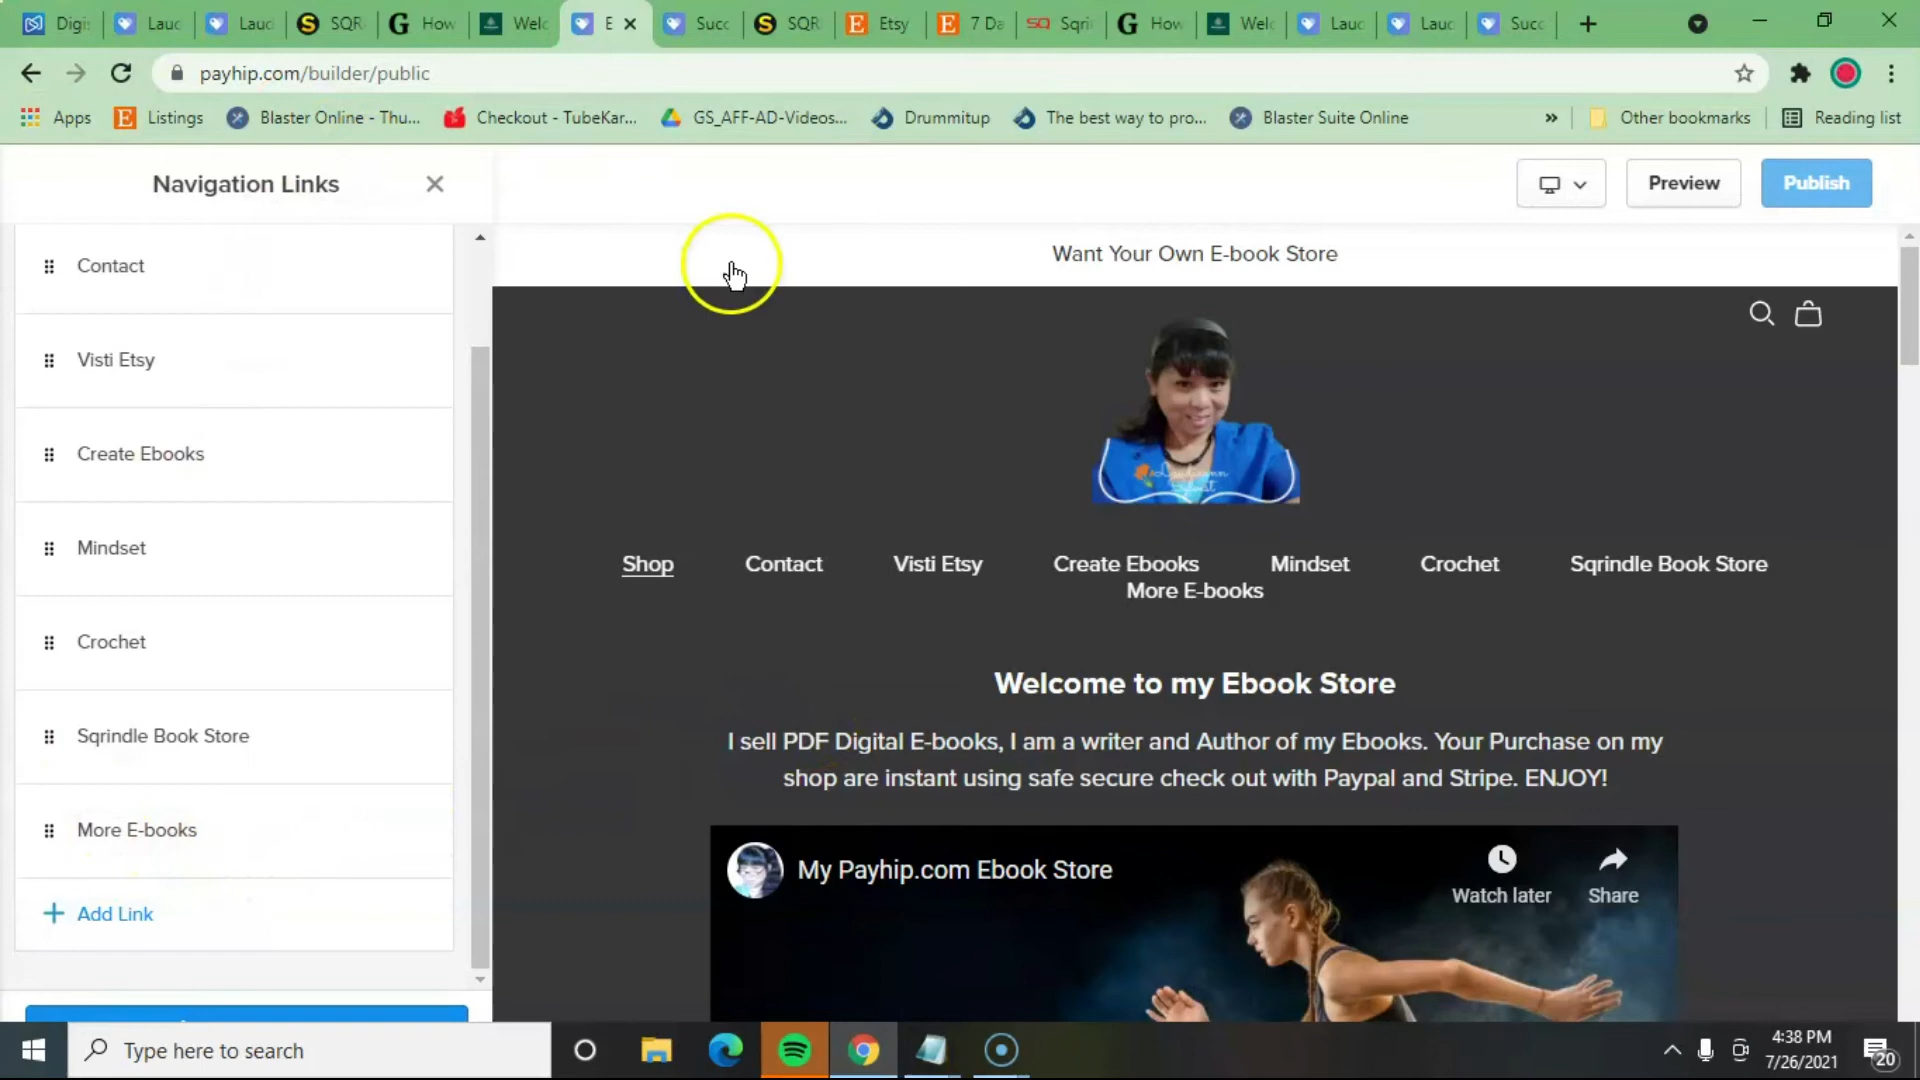 Digi
Lauc
Laud
SQR
How
Welc
E
Succ
SQR
Etsy
7 Da
Sqri
How
Welc
Lauc
Lauc
Succ
payhip.com/builder/public
Apps
Listings
Blaster Online - Thu...
Checkout - TubeKar...
GS_AFF-AD-Videos...
Drummitup
The best way to pro...
Blaster Suite Online
»
Other bookmarks
Reading list
Navigation Links
Preview
Publish
Contact
Visti Etsy
Create Ebooks
Mindset
Crochet
Sqrindle Book Store
More E-books
+ Add Link
Want Your Own E-book Store
Shop
Contact
Visti Etsy
Create Ebooks
Mindset
Crochet
Sqrindle Book Store
More E-books
Welcome to my Ebook Store
I sell PDF Digital E-books, I am a writer and Author of my Ebooks. Your Purchase on my
shop are instant using safe secure check out with Paypal and Stripe. ENJOY!
My Payhip.com Ebook Store
Watch later
Share
Type here to search
4:38 PM
7/26/2021
20